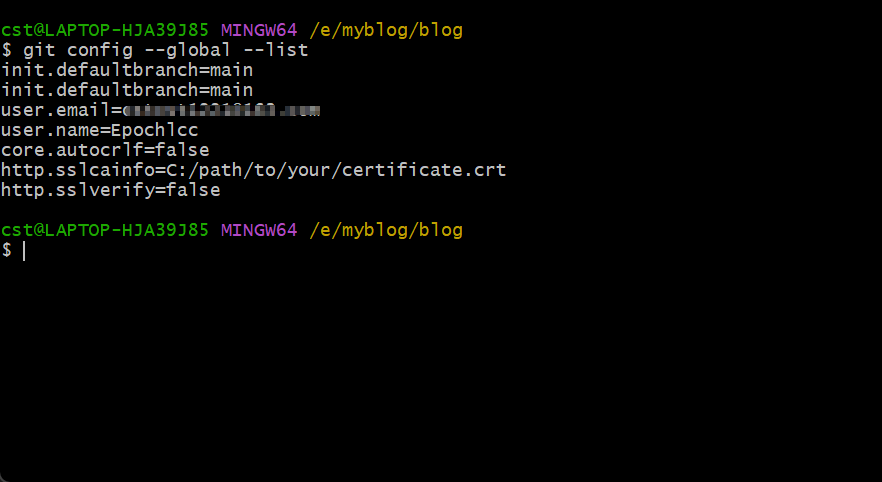 cst@LAPTOP-HJA39J85 MINGW64 /e/myblog/blog
$ git config --global --list
init.defaultbranch=main
init.defaultbranch=main
user.email=
user.name=Epochlcc
core.autocrlf=false
http.sslcainfo=C:/path/to/your/certificate.crt
http.sslverify=false
cst@LAPTOP-HJA39J85 MINGW64 /e/myblog/blog
$